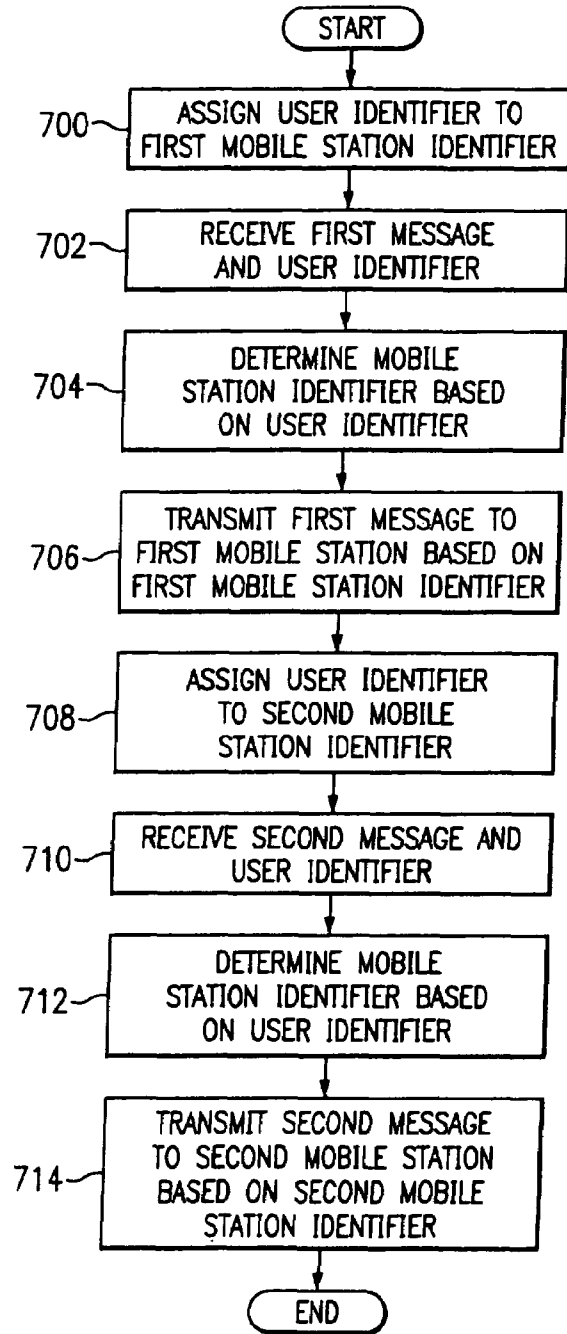 START
700
ASSIGN USER IDENTIFIER TO
FIRST MOBILE STATION IDENTIFIER
702
RECEIVE FIRST MESSAGE
AND USER IDENTIFIER
704
DETERMINE MOBILE
STATION IDENTIFIER BASED
ON USER IDENTIFIER
706
TRANSMIT FIRST MESSAGE TO
FIRST MOBILE STATION BASED ON
FIRST MOBILE STATION IDENTIFIER
708
ASSIGN USER IDENTIFIER
TO SECOND MOBILE
STATION IDENTIFIER
710
RECEIVE SECOND MESSAGE AND
USER IDENTIFIER
712
DETERMINE MOBILE
STATION IDENTIFIER BASED
ON USER IDENTIFIER
714
TRANSMIT SECOND MESSAGE
TO SECOND MOBILE STATION
BASED ON SECOND MOBILE
STATION IDENTIFIER
END